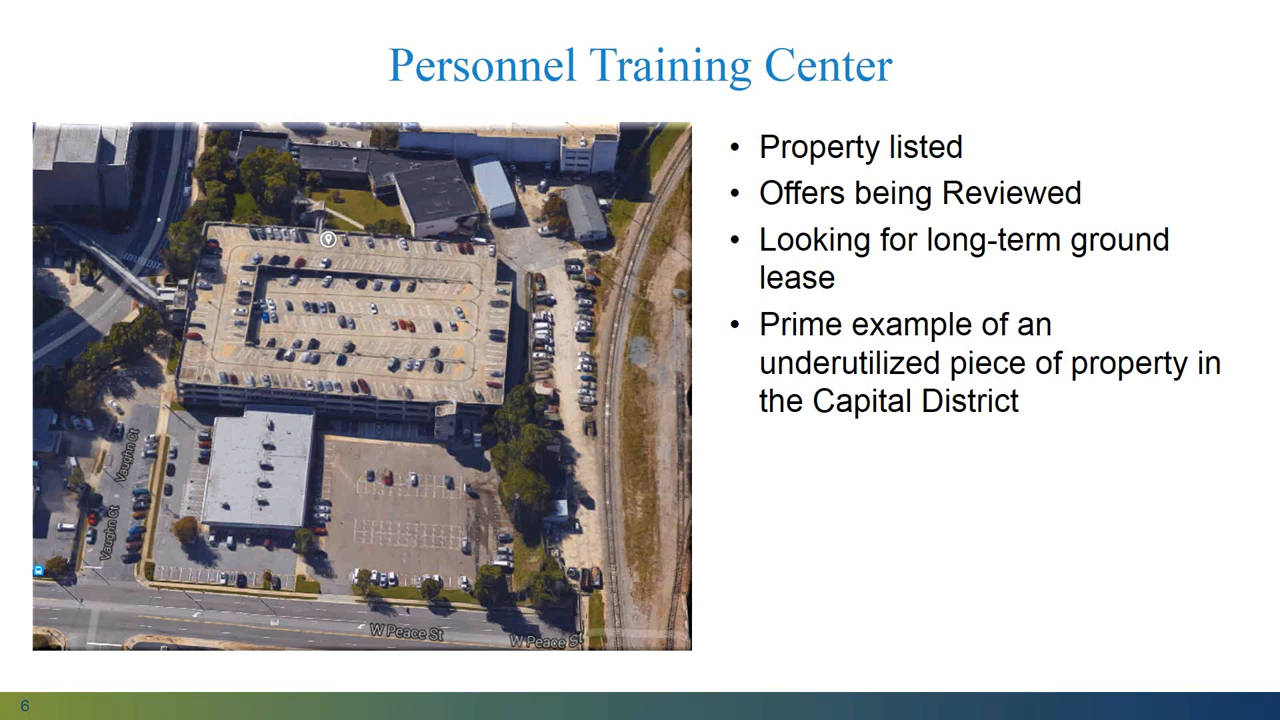 Personnel Training Center
• Property listed
• Offers being Reviewed
• Looking for long-term ground
lease
• Prime example of an
underutilized piece of property in
the Capital District
Vaughn Ct
Vaughn Ct
W Peace St
W Peace St
6